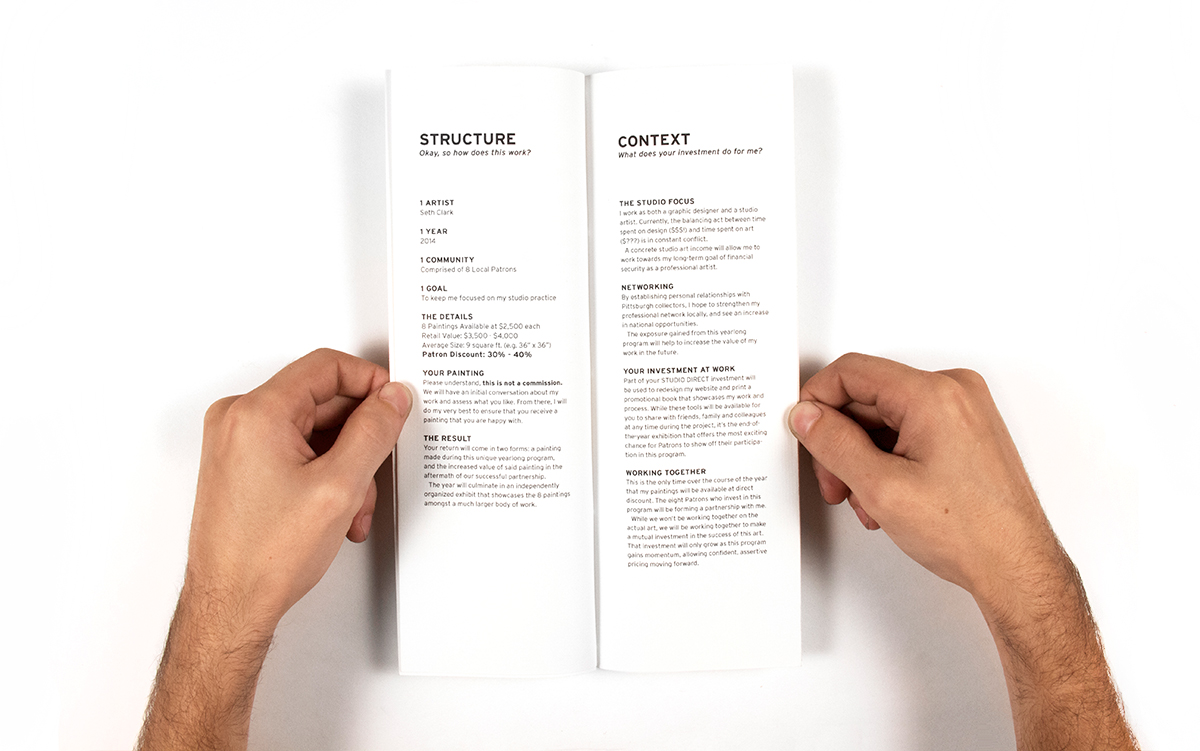 STRUCTURE
Okay, so how does this work?
1 ARTIST
Seth Clark
1 YEAR
2014
1 COMMUNITY
Comprised of 8 Local Patrons
1 GOAL
To keep me focused on my studio practice
THE DETAILS
8 Paintings Available at $2,500 each
Retail Value: $3,500 - $4,000
Average Size: 9 square ft. (e.g. 36" x 36")
Patron Discount: 30% - 40%
YOUR PAINTING
Please understand, this is not a commission.
We will have an initial conversation about my
work and assess what you like. From there, I will
do my very best to ensure that you receive a
painting that you are happy with.
THE RESULT
Your return will come in two forms: a painting
made during this unique yearlong program,
and the increased value of said painting in the
aftermath of our successful partnership.
The year will culminate in an independently
organized exhibit that showcases the 8 paintings
amongst a much larger body of work.
CONTEXT
What does your investment do for me?
THE STUDIO FOCUS
I work as both a graphic designer and a studio
artist. Currently, the balancing act between time
spent on design ($$$!) and time spent on art
($???) is in constant conflict.
A concrete studio art income will allow me to
work towards my long-term goal of financial
security as a professional artist.
NETWORKING
By establishing personal relationships with
Pittsburgh collectors, I hope to strengthen my
professional network locally, and see an increase
in national opportunities.
The exposure gained from this yearlong
program will help to increase the value of my
work in the future.
YOUR INVESTMENT AT WORK
Part of your STUDIO DIRECT investment will
be used to redesign my website and print a
promotional book that showcases my work and
process. While these tools will be available for
you to share with friends, family and colleagues
at any time during the project, it's the end-of-
the-year exhibition that offers the most exciting
chance for Patrons to show off their participa-
tion in this program.
WORKING TOGETHER
This is the only time over the course of the year
that my paintings will be available at direct
discount. The eight Patrons who invest in this
program will be forming a partnership with me.
While we won't be working together on the
actual art, we will be working together to make
a mutual investment in the success of this art.
That investment will only grow as this program
gains momentum, allowing confident, assertive
pricing moving forward.